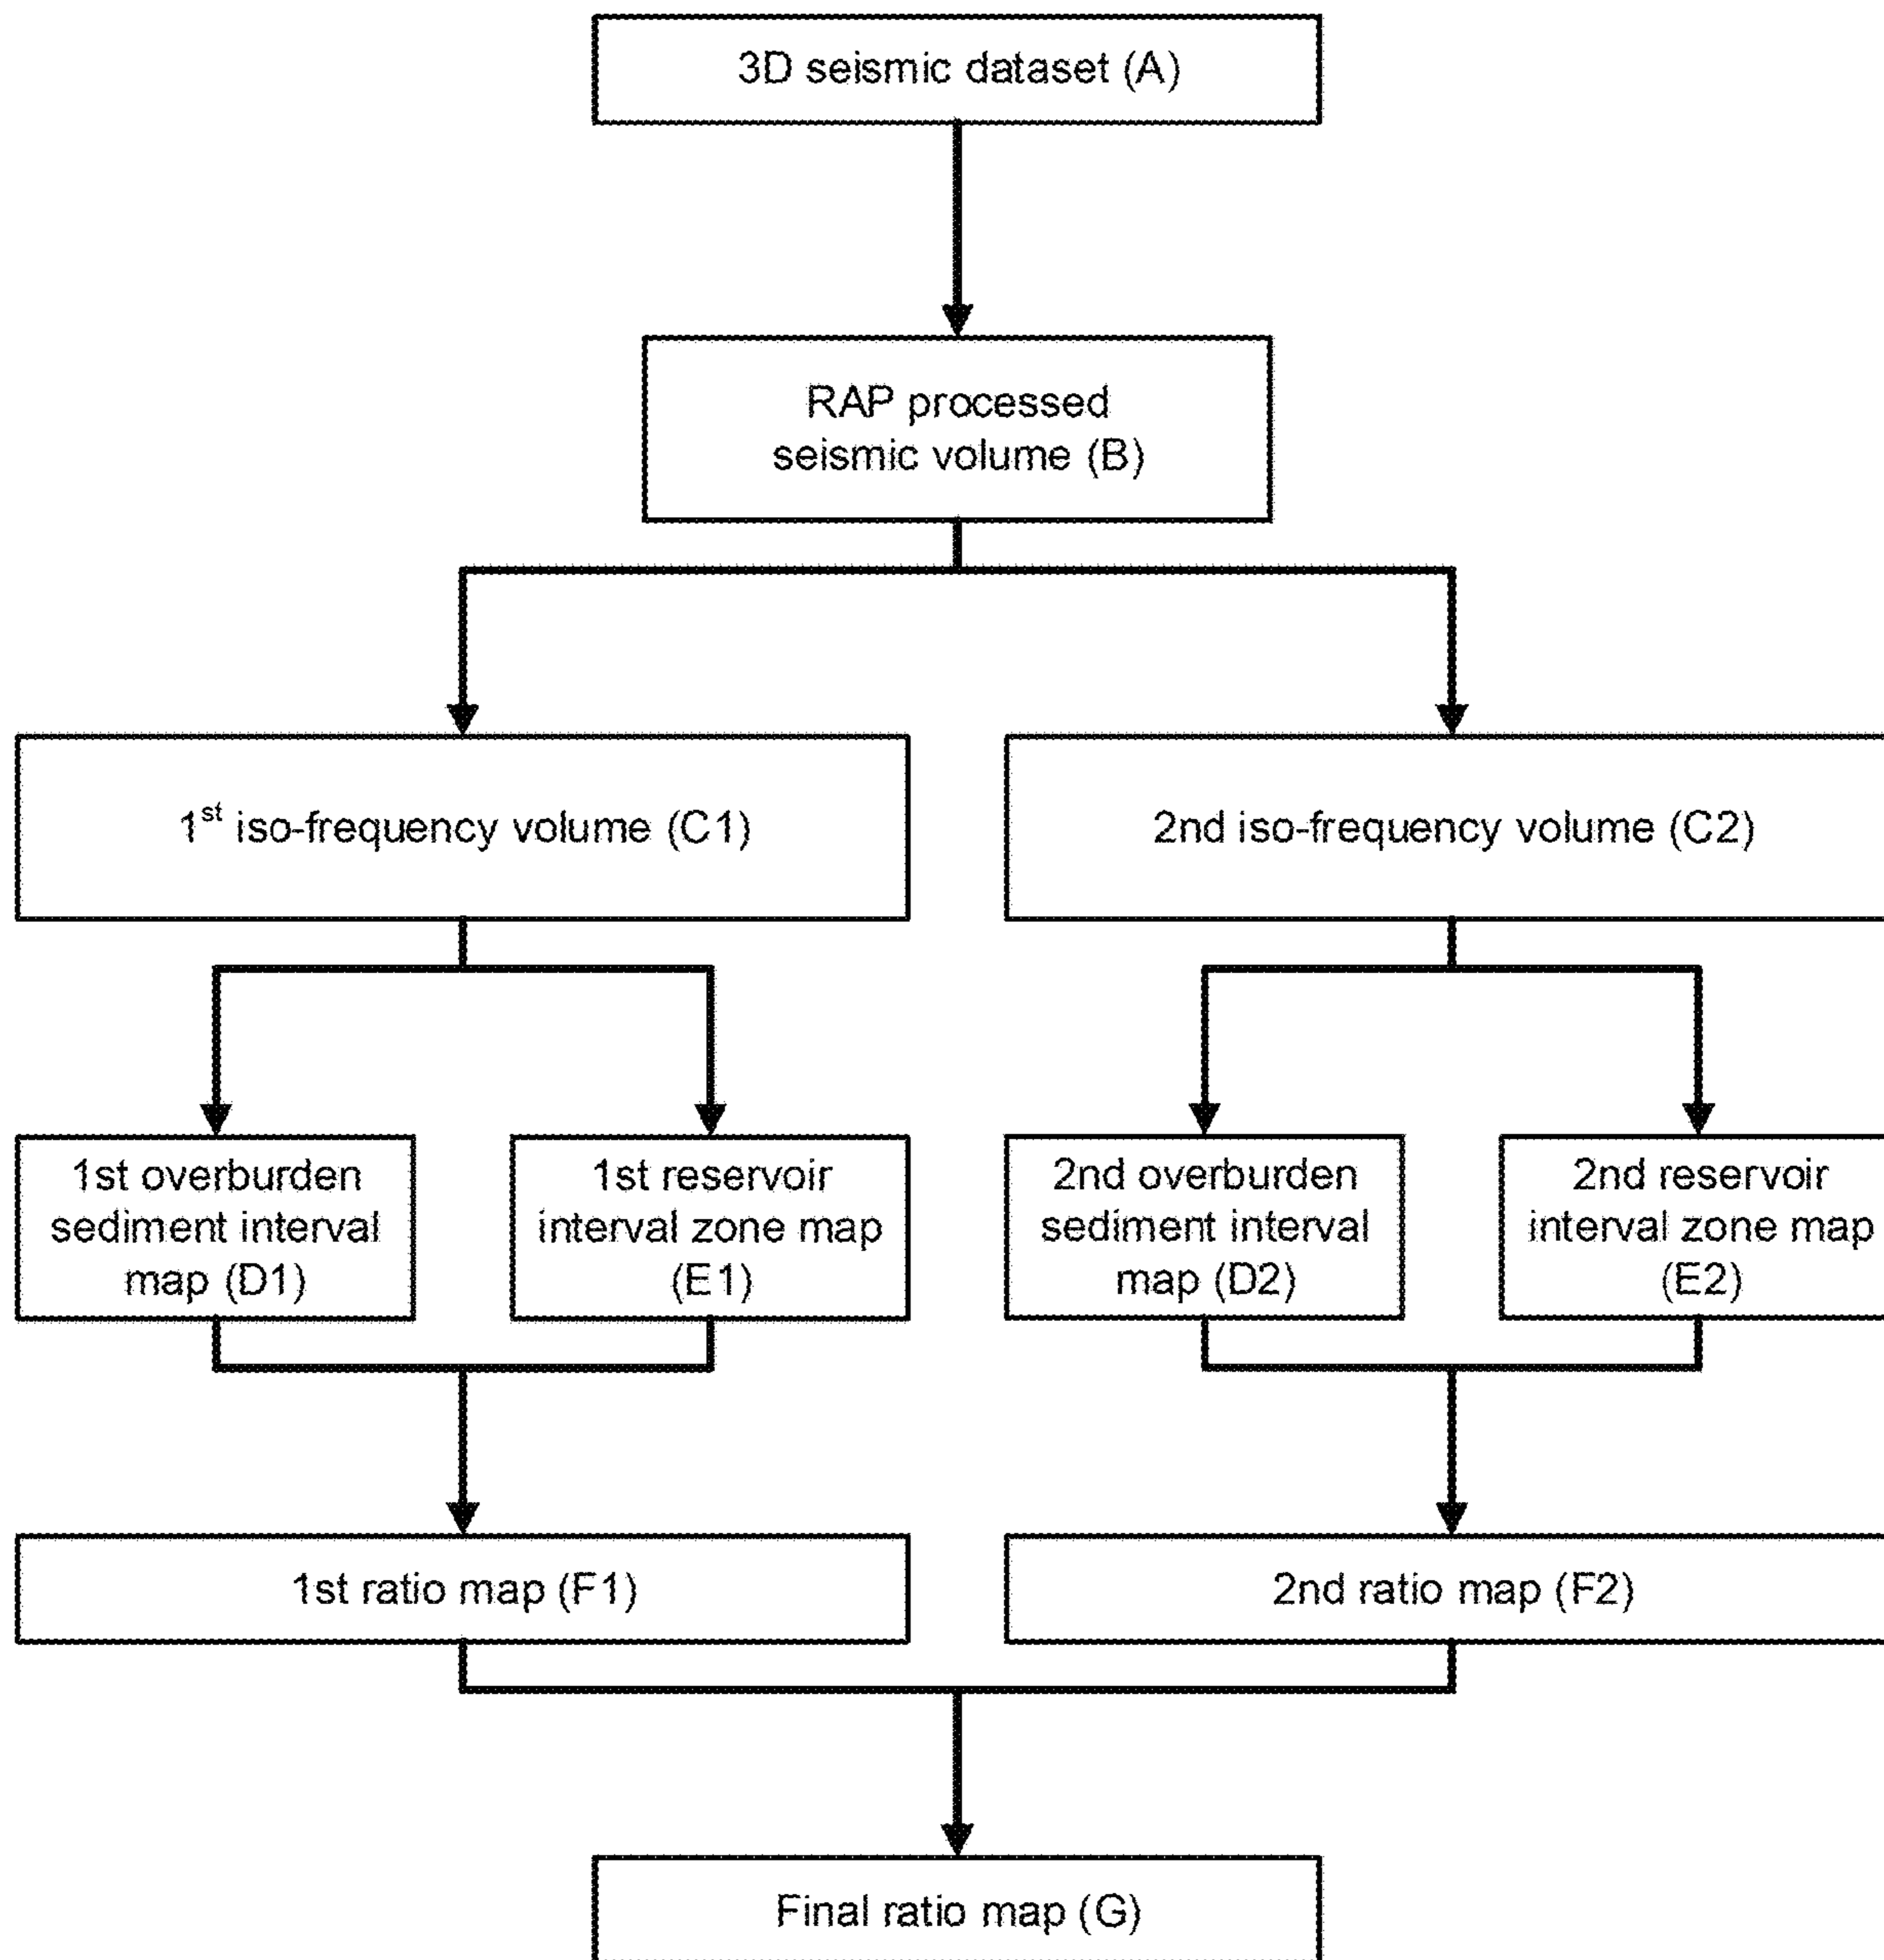 3D seismic dataset (A)
RAP processed
seismic volume (B)
1st iso-frequency volume (C1)
2nd iso-frequency volume (C2)
1st overburden
sediment interval
map (D1)
1st reservoir
interval zone map
(E1)
2nd overburden
sediment interval
map (D2)
2nd reservoir
interval zone map
(E2)
1st ratio map (F1)
2nd ratio map (F2)
Final ratio map (G)